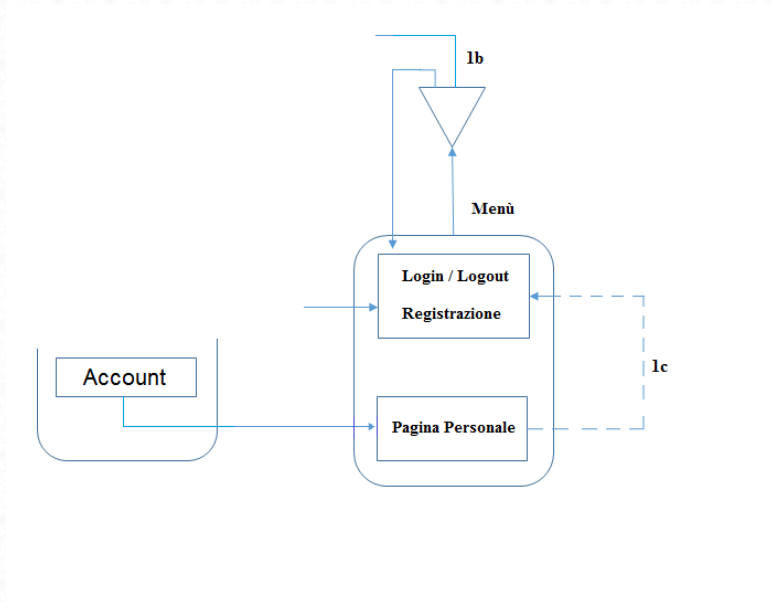 1b
Menù
Login / Logout
Registrazione
1c
Account
Pagina Personale